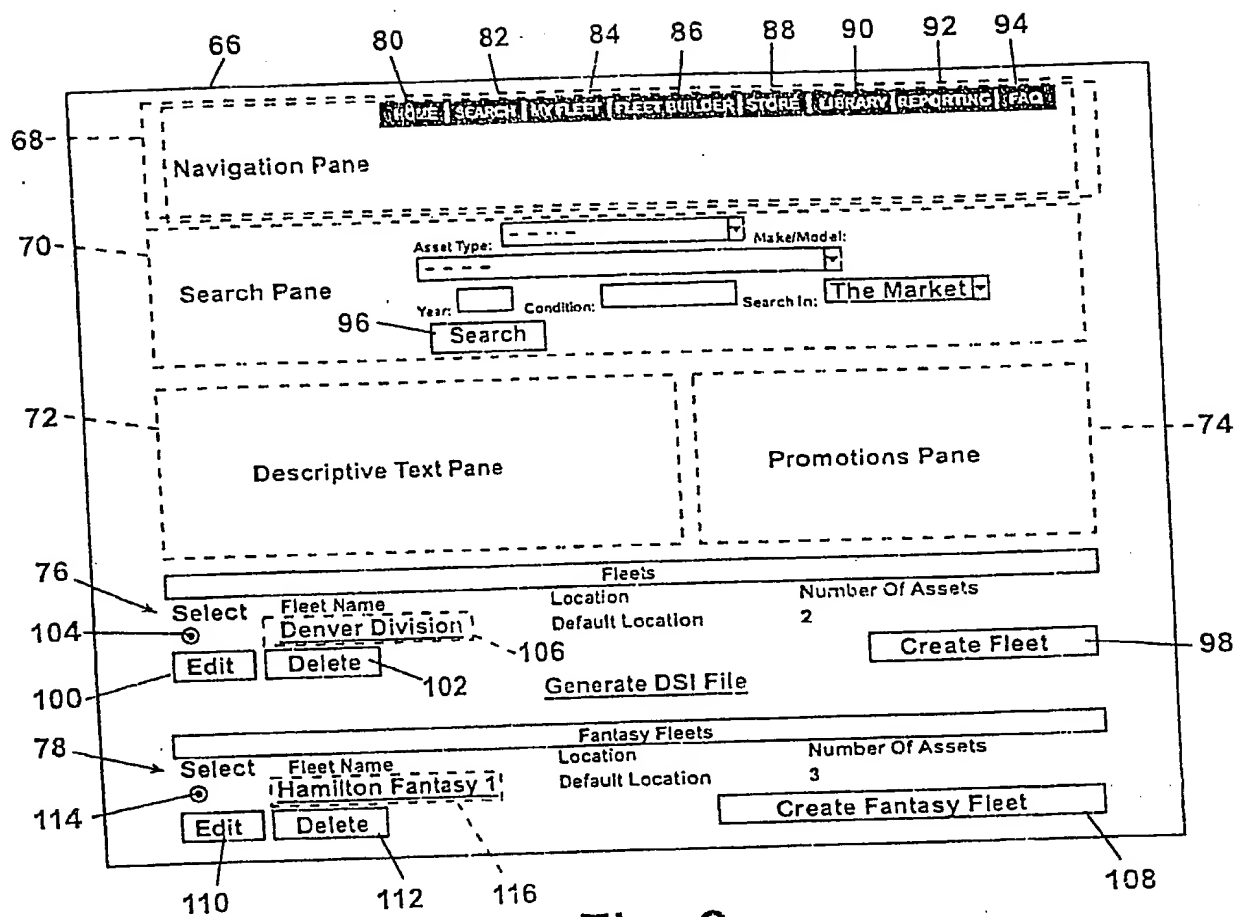 66 80 82 84 86 88 90 92 94
HOME | SEARCH | MY FLEET | FLEET BUILDER | STORE | LIBRARY | REPORTING | FAQ
68
Navigation Pane
70
Asset Type: - - - - Make/Model:
- - - -
Search Pane
Year: Condition: Search In: The Market
96 Search
72
74
Descriptive Text Pane Promotions Pane
76
Fleets
Select Fleet Name Location Number Of Assets
104 Denver Division Default Location 2
106
Edit Delete Create Fleet 98
100 102 Generate DSI File
78
Fantasy Fleets
Select Fleet Name Location Number Of Assets
114 Hamilton Fantasy 1 Default Location 3
Edit Delete Create Fantasy Fleet
110 112 116 108